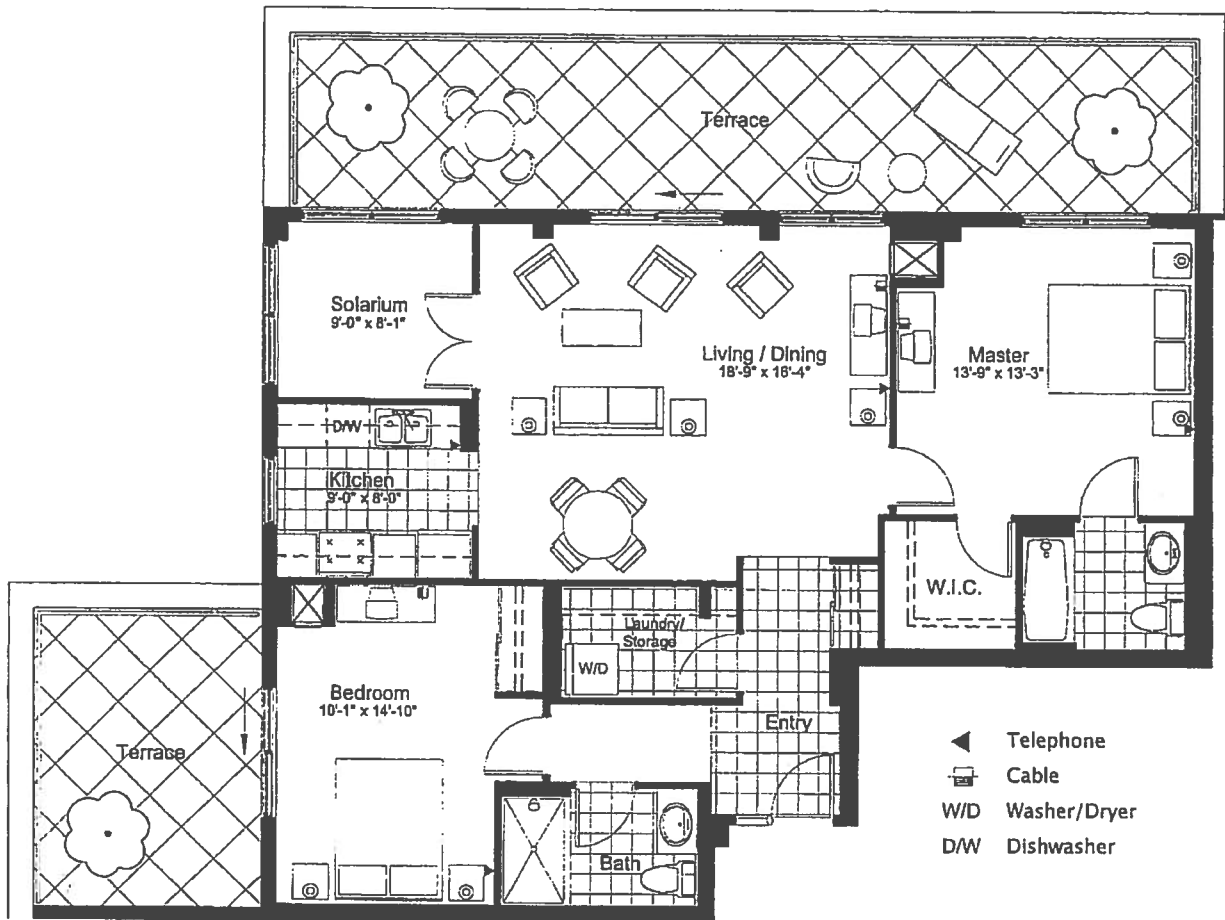 Terrace
Solarium
9'-0" x 8'-1"
Living / Dining
18'-9" x 16'-4"
Master
13'-9" x 13'-3"
D/W
Kitchen
9'-0" x 8'-0"
W.I.C.
Laundry/
Storage
W/D
Bedroom
10'-1" x 14'-10"
Entry
Terrace
Bath
Telephone
Cable
W/D Washer/Dryer
D/W Dishwasher